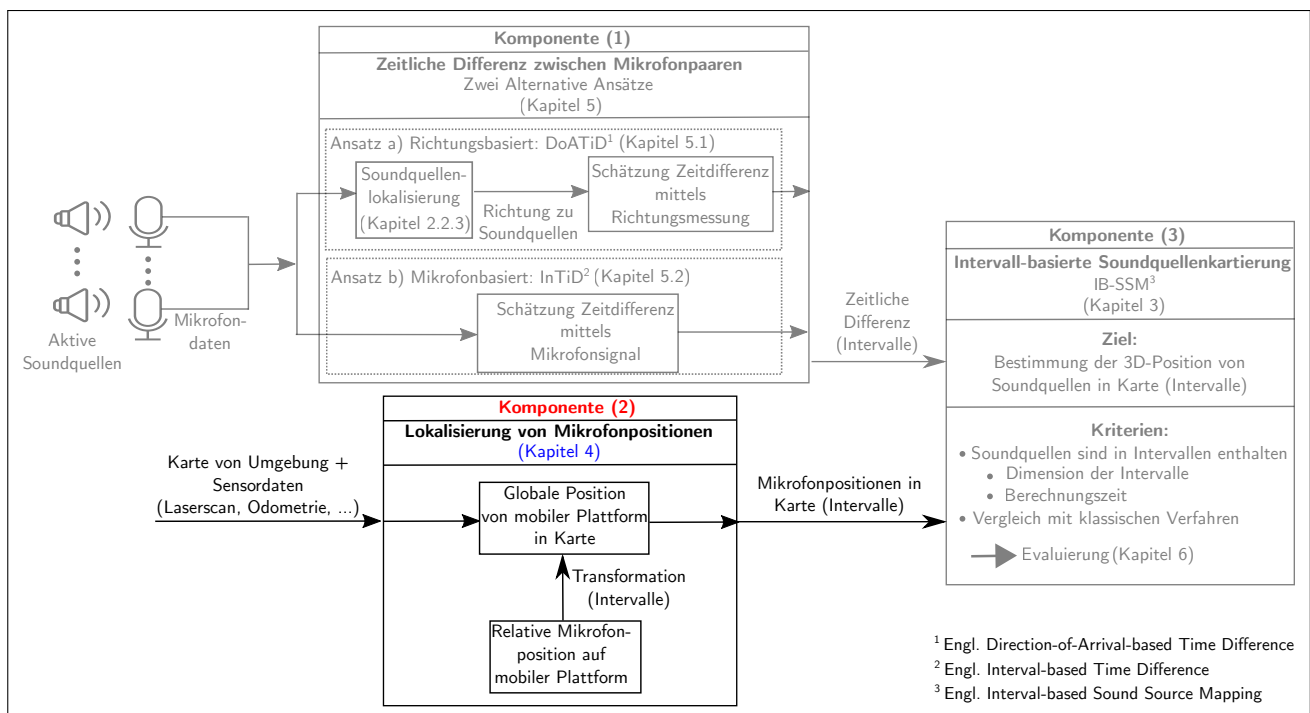 Komponente (1)
Zeitliche Differenz zwischen Mikrofonpaaren
Zwei Alternative Ansätze
(Kapitel 5)
Ansatz a) Richtungsbasiert: DoATiD¹ (Kapitel 5.1)
Soundquellen-
lokalisierung
(Kapitel 2.2.3)
Richtung zu
Soundquellen
Schätzung Zeitdifferenz
mittels
Richtungsmessung
Ansatz b) Mikrofonbasiert: InTiD² (Kapitel 5.2)
Schätzung Zeitdifferenz
mittels
Mikrofonsignal
Aktive
Soundquellen
Mikrofon-
daten
Zeitliche
Differenz
(Intervalle)
Komponente (3)
Intervall-basierte Soundquellenkartierung
IB-SSM³
(Kapitel 3)
Ziel:
Bestimmung der 3D-Position von
Soundquellen in Karte (Intervalle)
Kriterien:
• Soundquellen sind in Intervallen enthalten
• Dimension der Intervalle
• Berechnungszeit
• Vergleich mit klassischen Verfahren
Evaluierung (Kapitel 6)
Komponente (2)
Lokalisierung von Mikrofonpositionen
(Kapitel 4)
Karte von Umgebung +
Sensordaten
(Laserscan, Odometrie, ...)
Globale Position
von mobiler Plattform
in Karte
Transformation
(Intervalle)
Relative Mikrofon-
position auf
mobiler Plattform
Mikrofonpositionen in
Karte (Intervalle)
¹ Engl. Direction-of-Arrival-based Time Difference
² Engl. Interval-based Time Difference
³ Engl. Interval-based Sound Source Mapping